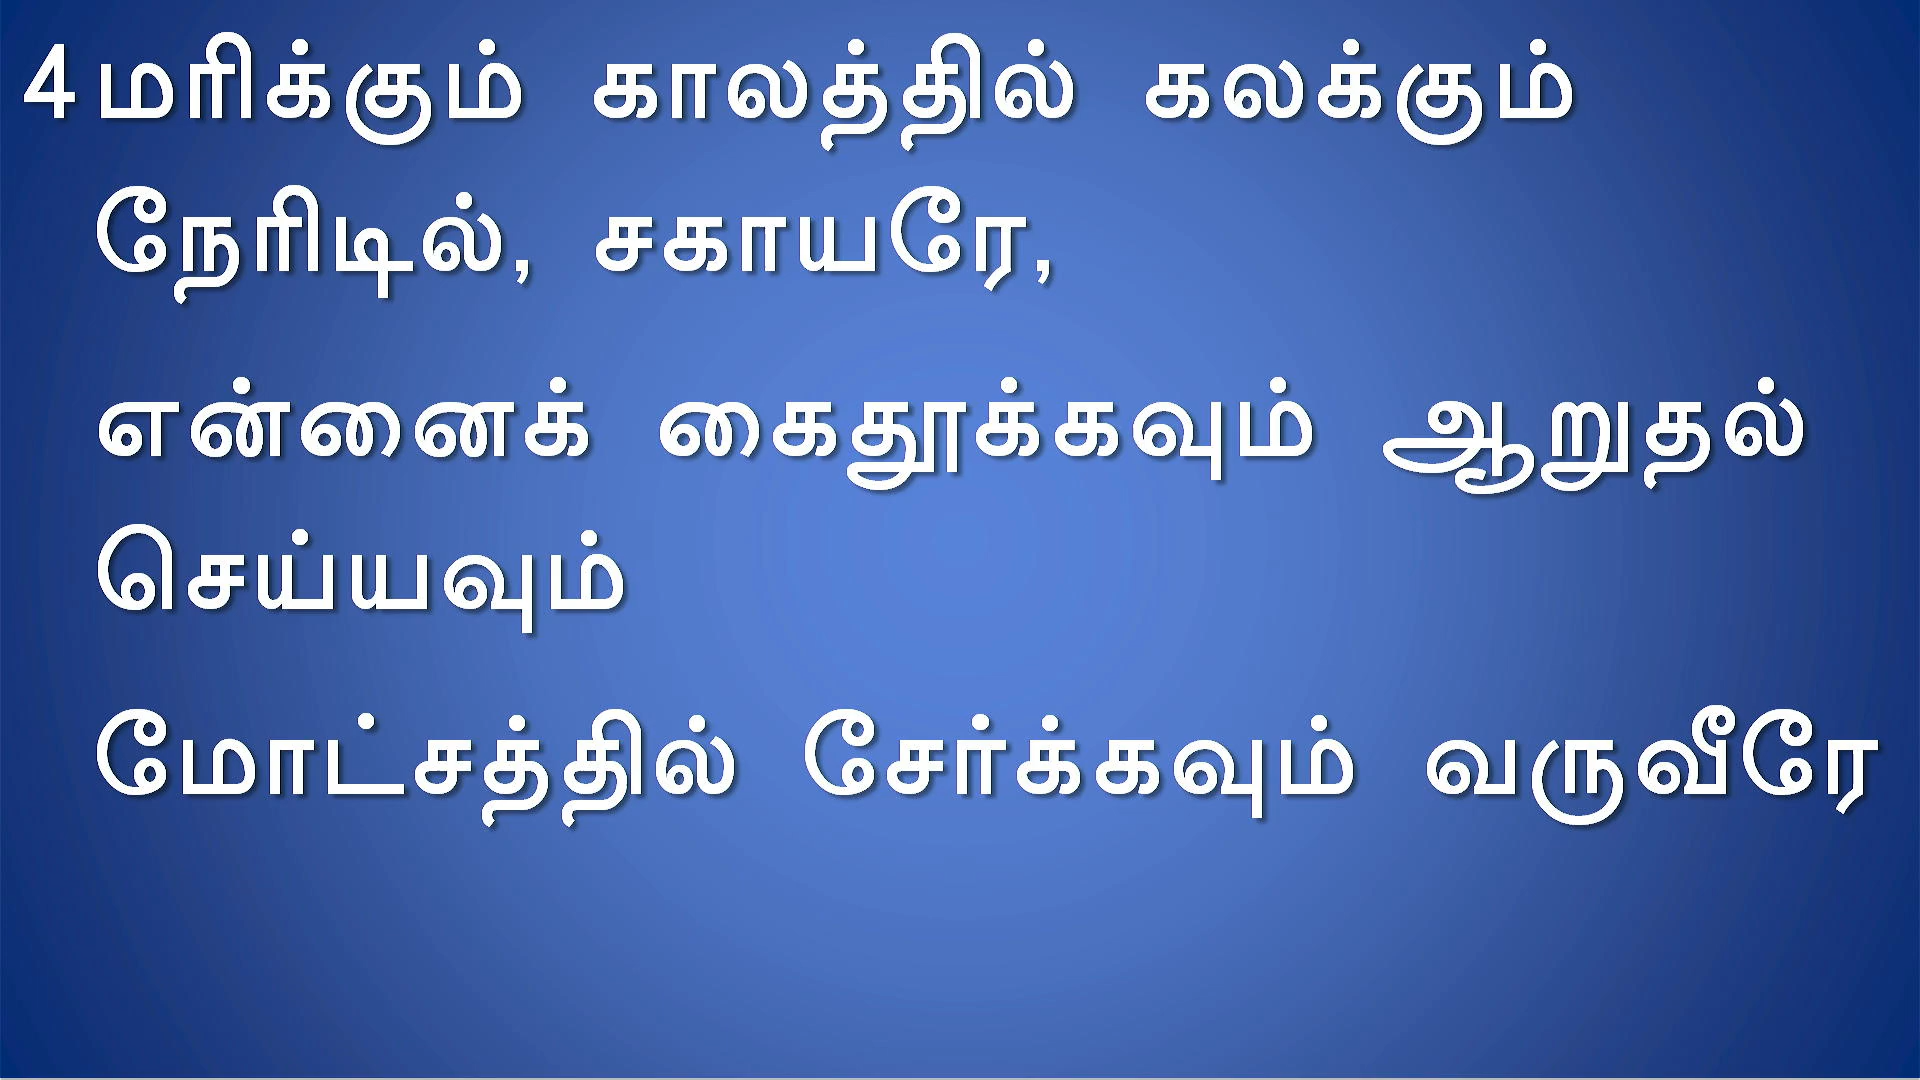 4 மரிக்கும் காலத்தில் கலக்கும்
நேரிடில், சகாயரே,
என்னைக் கைதூக்கவும் ஆறுதல்
செய்யவும்
மோட்சத்தில் சேர்க்கவும் வருவீரே